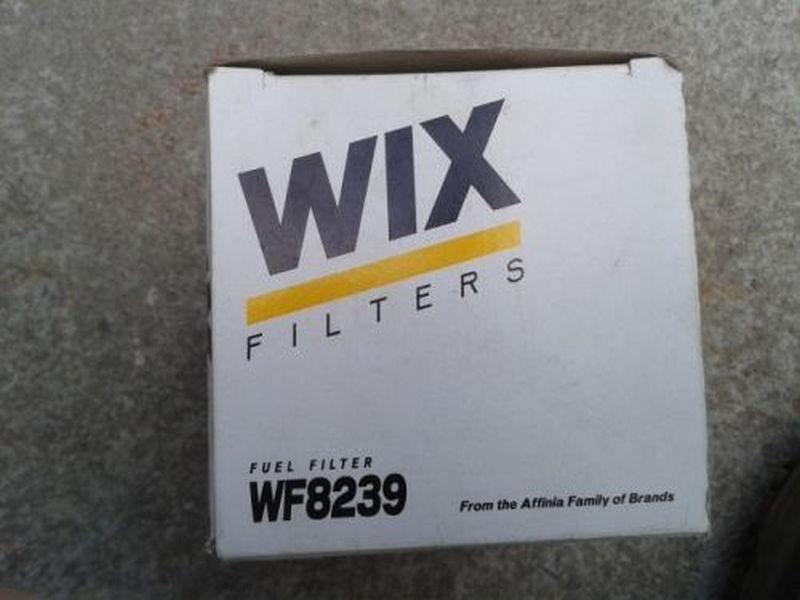 WIX
FILTERS
FUEL FILTER
WF8239
From the Affinia Family of Brands